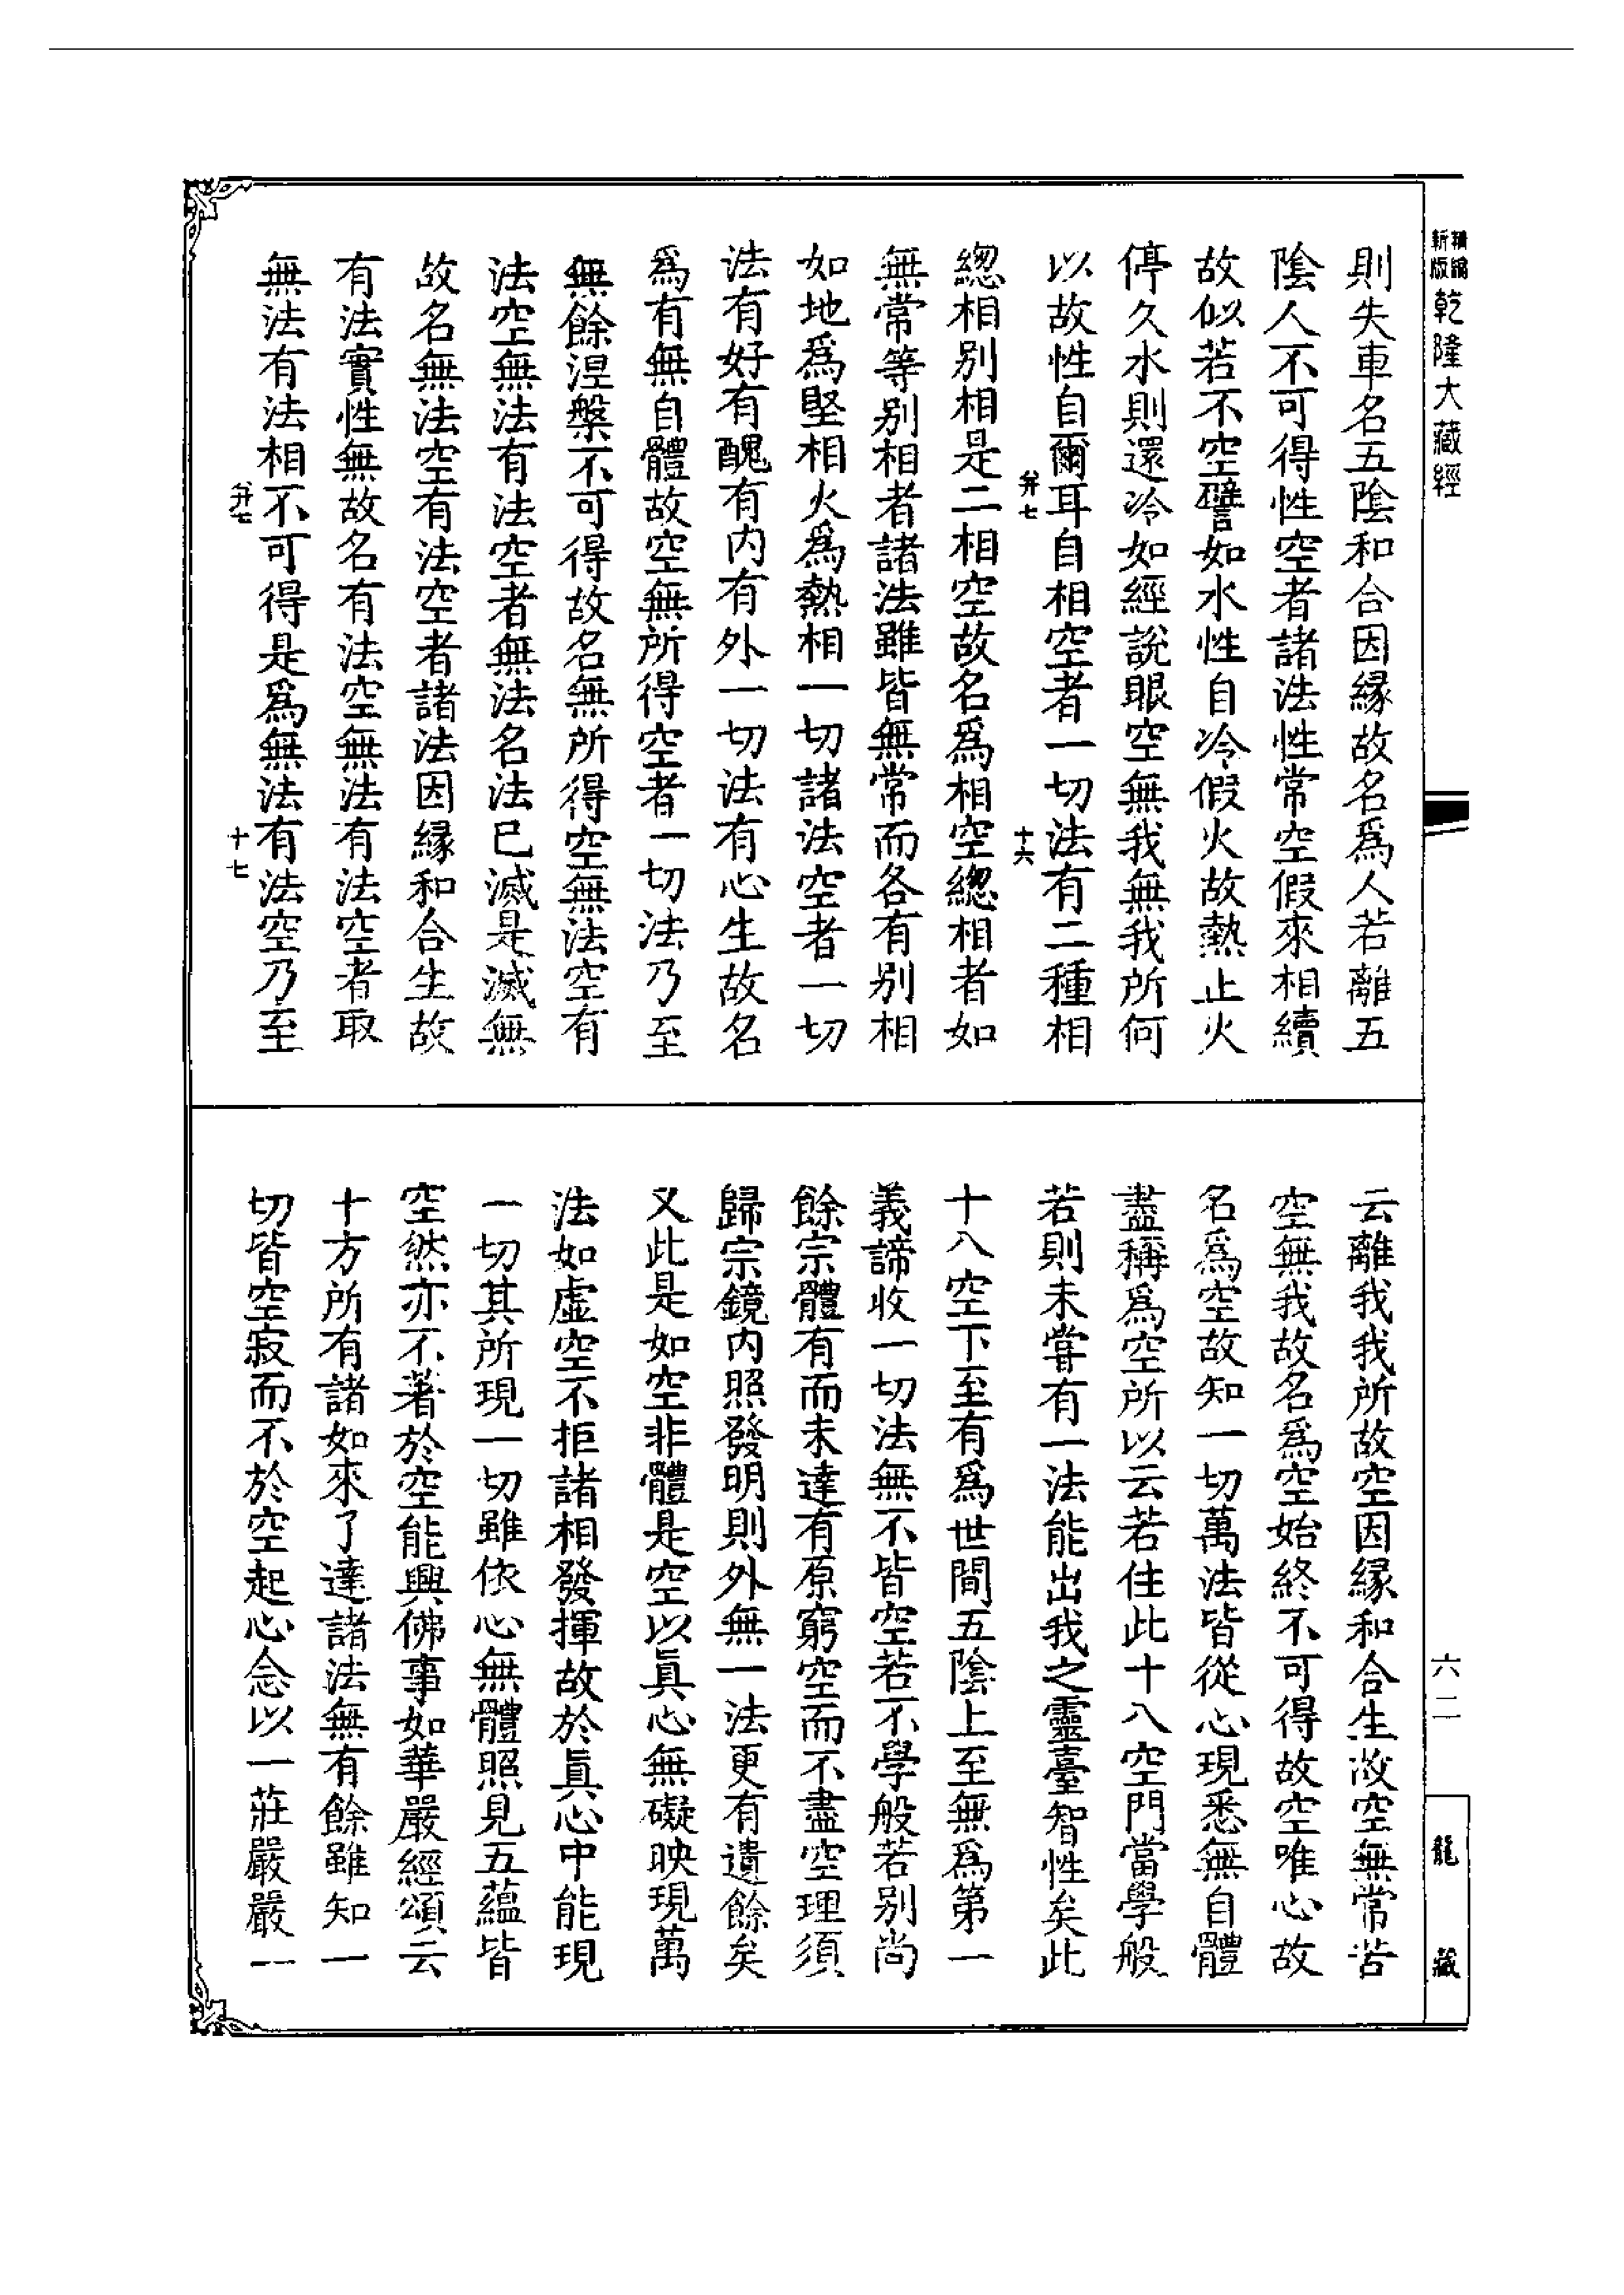 新版
精編
乾隆大藏經
六二
龍藏
則失車名五陰和合因緣故名爲人若離五
陰人不可得性空者諸法性常空假來相續
故似若不空譬如水性自冷假火故熱止火
停久水則還冷如經說眼空無我無我所何
以故性自爾耳自相空者一切法有二種相
弁七
十六
緫相別相是二相空故名爲相空緫相者如
無常等別相者諸法雖皆無常而各有別相
如地爲堅相火爲熱相一切諸法空者一切
法有好有醜有內有外一切法有心生故名
爲有無自體故空無所得空者一切法乃至
無餘涅槃不可得故名無所得空無法空有
法空無法有法空者無法名法已滅是滅無
故名無法空有法空者諸法因緣和合生故
有法實性無故名有法空無法有法空者取
無法有法相不可得是爲無法有法空乃至
弁七
十七
云離我我所故空因緣和合生故空無常苦
空無我故名爲空始終不可得故空唯心故
名爲空故知一切萬法皆從心現悉無自體
盡稱爲空所以云若住此十八空門當學般
若則未甞有一法能出我之靈臺智性矣此
十八空下至有爲世間五陰上至無爲第一
義諦收一切法無不皆空若不學般若別尚
餘宗體有而未達有原窮空而不盡空理須
歸宗鏡內照發明則外無一法更有遺餘矣
又此是如空非體是空以眞心無礙映現萬
法如虛空不拒諸相發揮故於眞心中能現
一切其所現一切雖依心無體照見五蘊皆
空然亦不著於空能興佛事如華嚴經頌云
十方所有諸如來了達諸法無有餘雖知一
切皆空寂而不於空起心念以一莊嚴嚴一